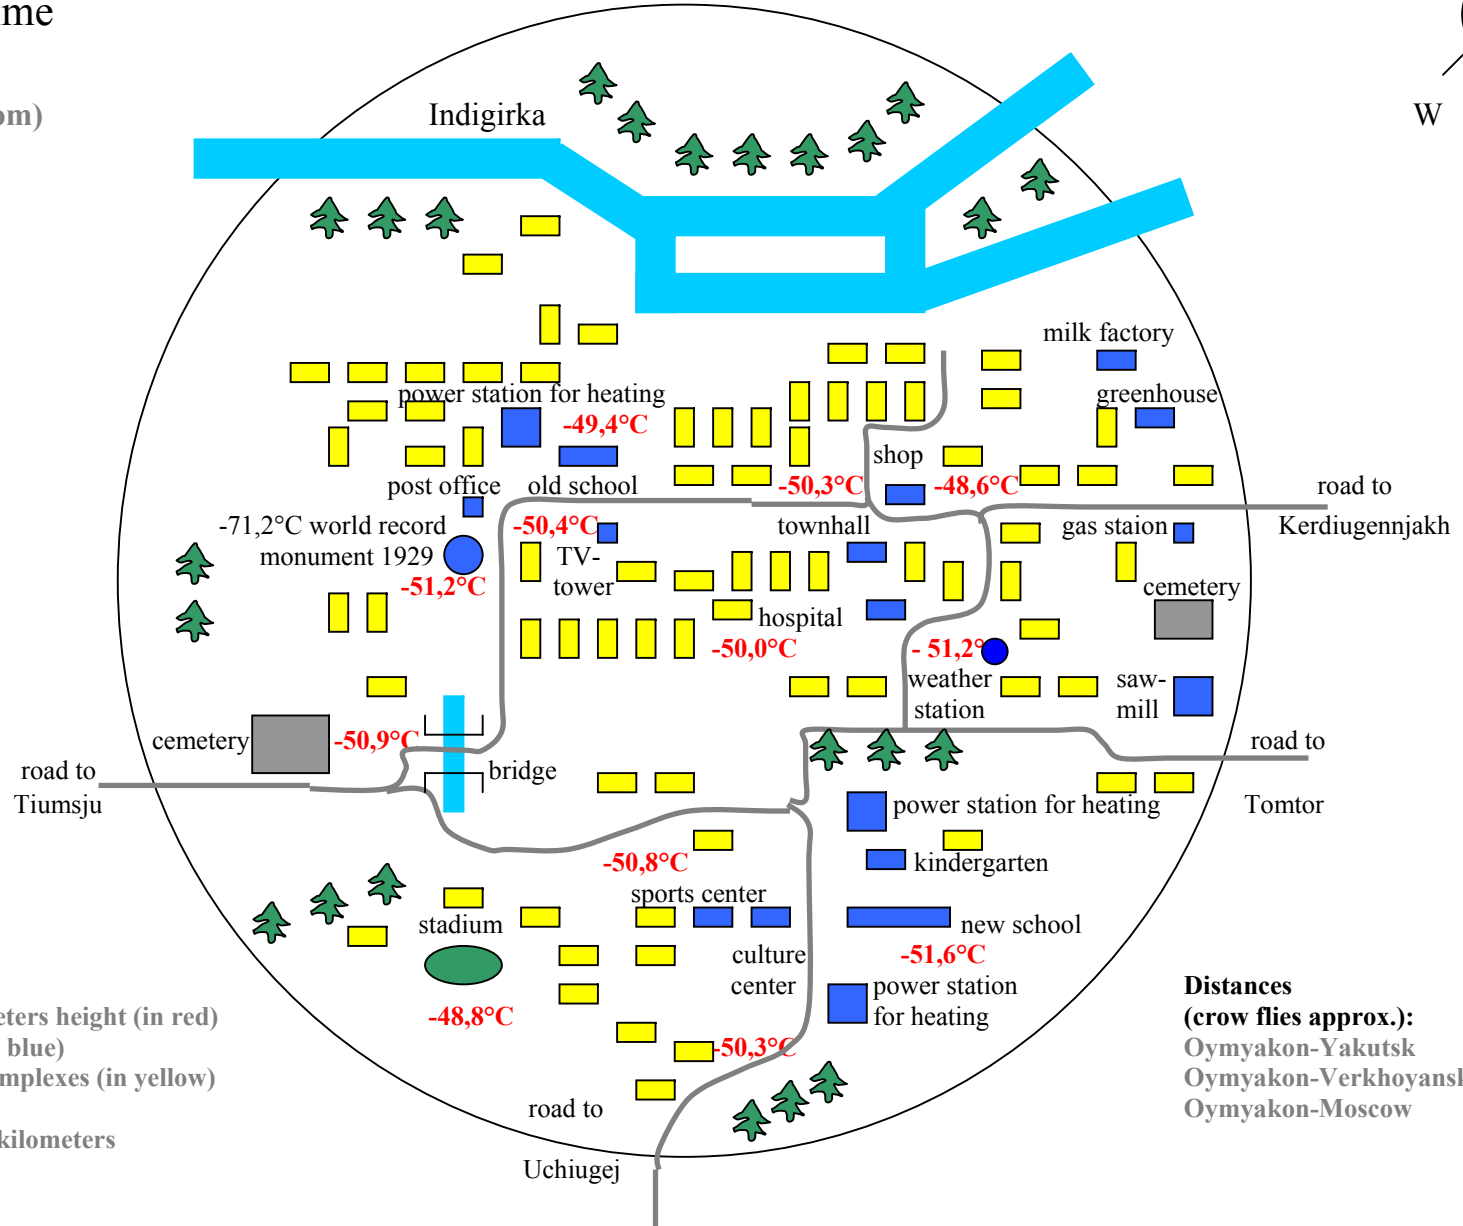 W
Indigirka
milk factory
power station for heating
greenhouse
-49,4°C
shop
post office
old school
-50,3°C
-48,6°C
road to
Kerdiugennjakh
-71,2°C world record
monument 1929
-50,4°C
townhall
gas staion
TV-
tower
-51,2°C
cemetery
hospital
-50,0°C
- 51,2°
weather
station
saw-
mill
cemetery
-50,9°C
road to
Tiumsju
bridge
road to
Tomtor
power station for heating
-50,8°C
kindergarten
sports center
stadium
new school
-51,6°C
culture
center
power station
for heating
-48,8°C
-50,3°C
road to
Uchiugej
height (in red)
blue)
(in yellow)
kilometers
Distances
(crow flies approx.):
Oymyakon-Yakutsk
Oymyakon-Verkhoyansk
Oymyakon-Moscow